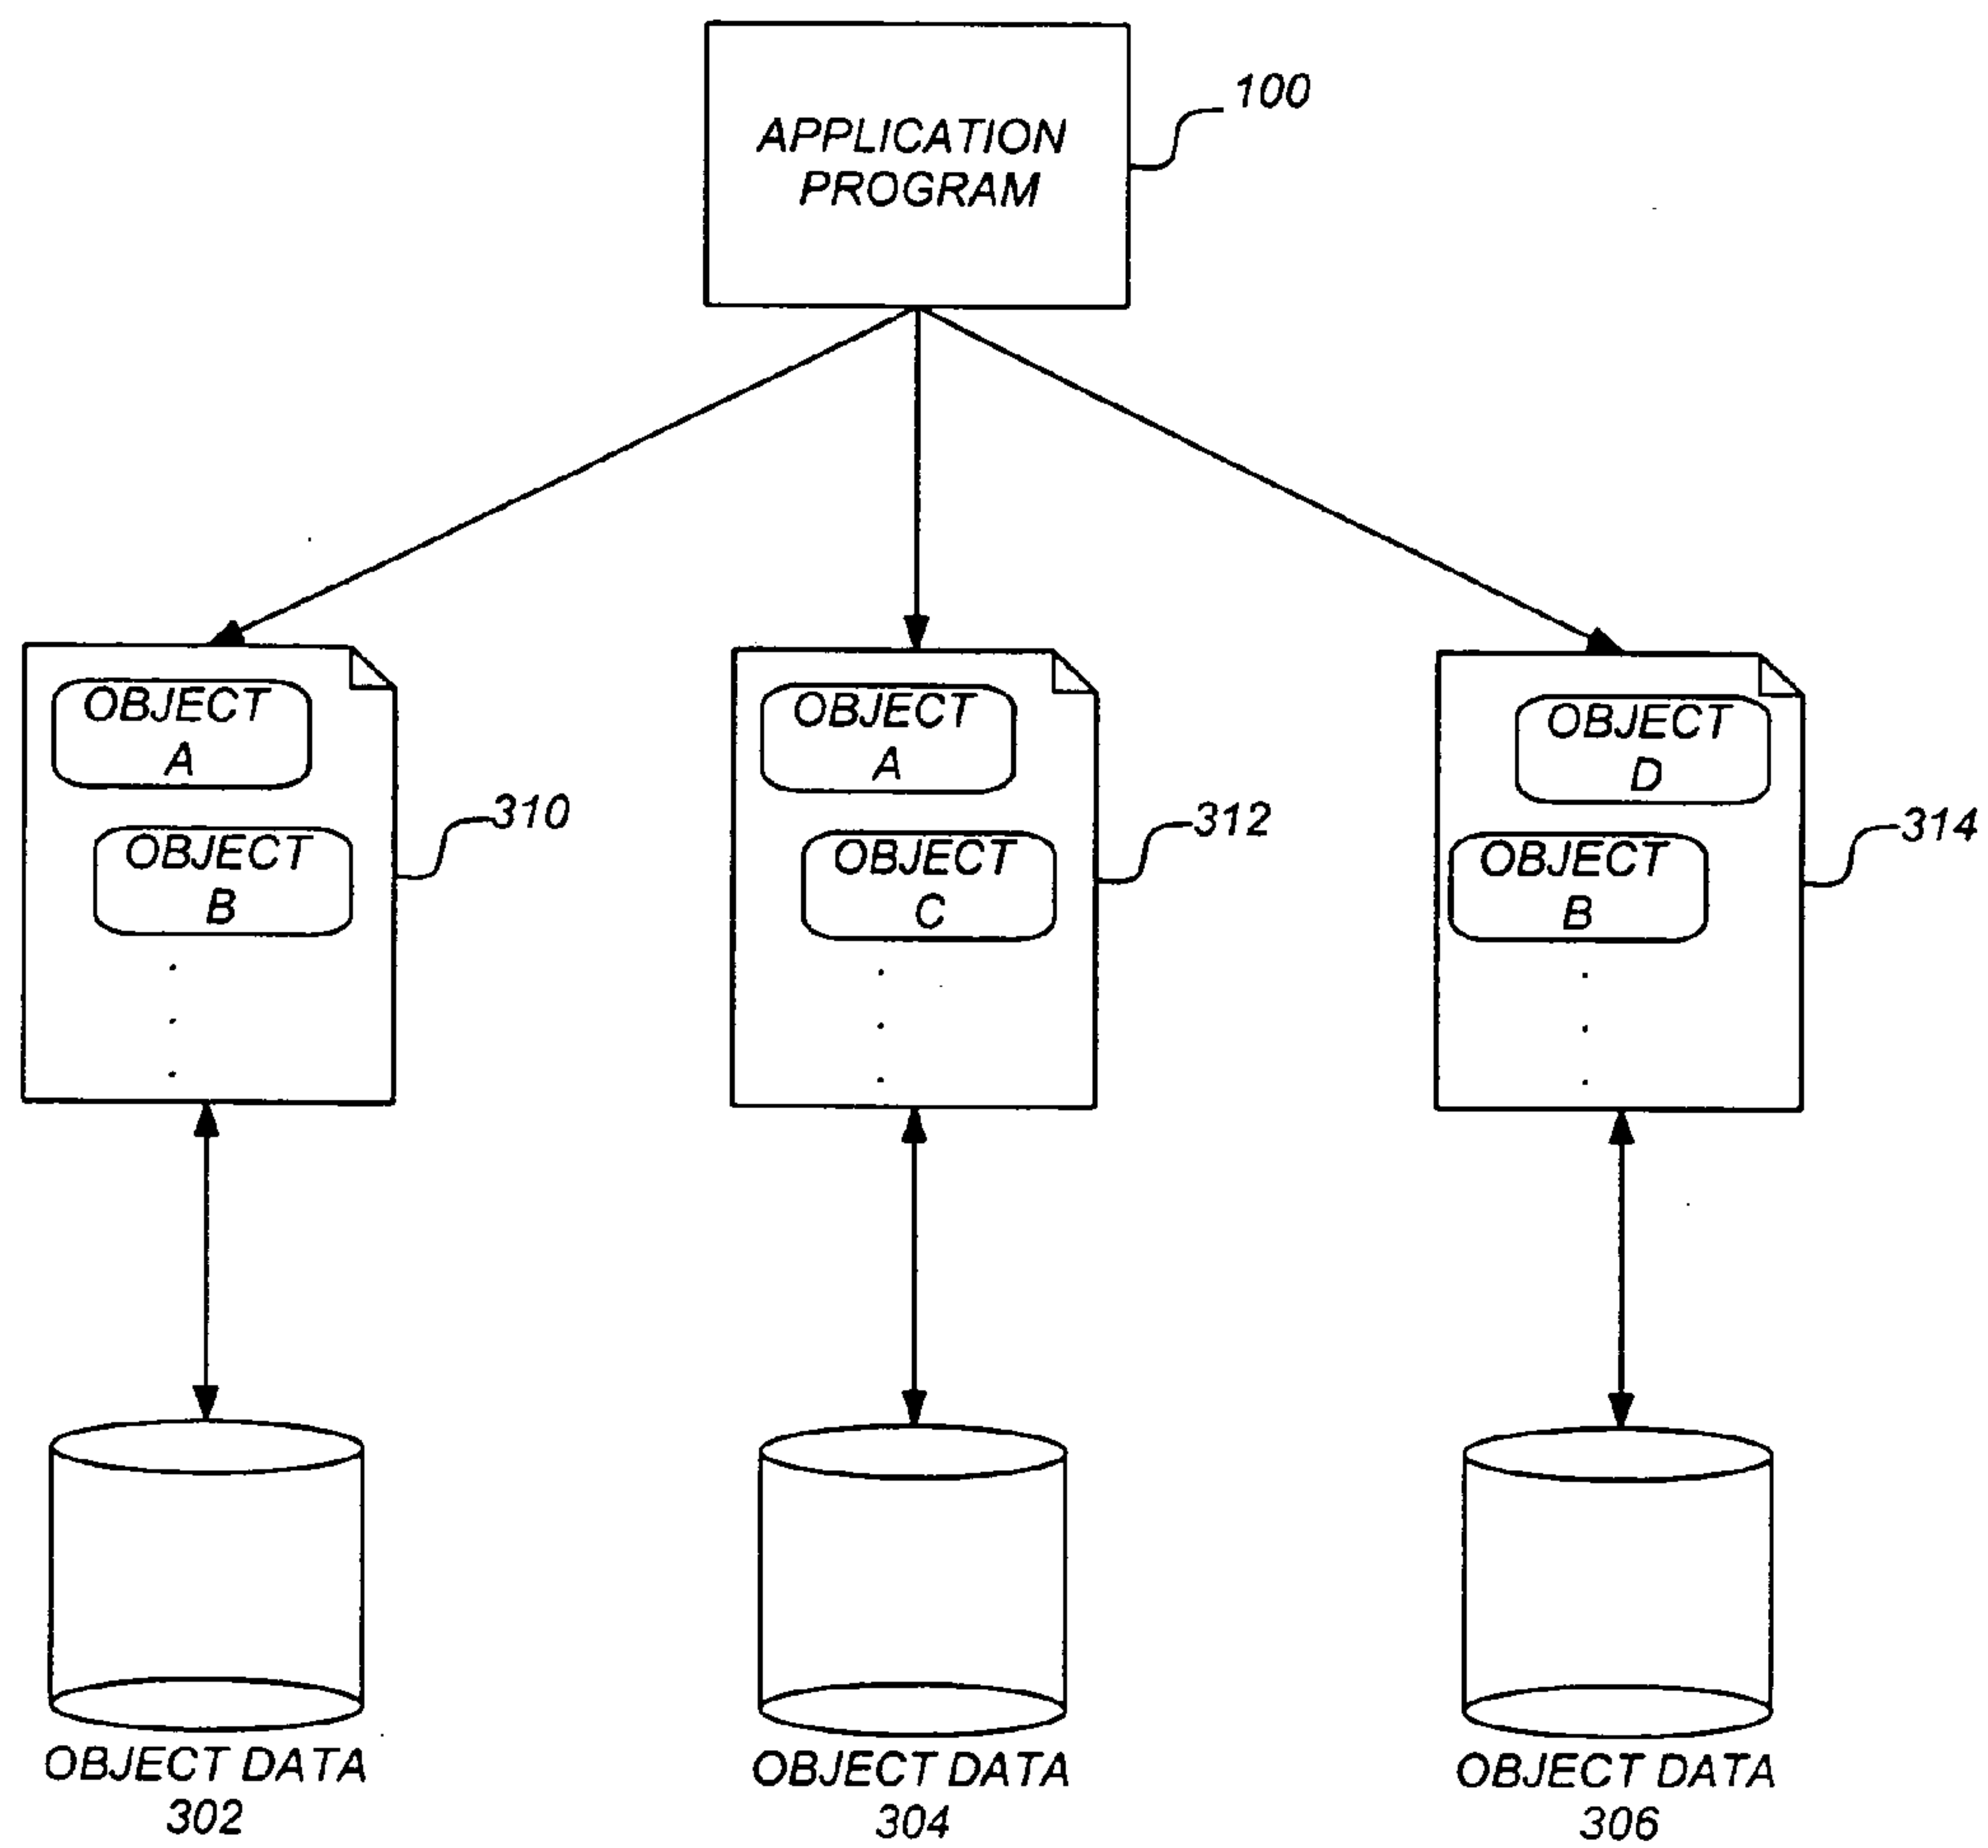 APPLICATION
PROGRAM
100
OBJECT
A
OBJECT
B
310
OBJECT
A
OBJECT
C
312
OBJECT
D
OBJECT
B
314
OBJECT DATA
302
OBJECT DATA
304
OBJECT DATA
306